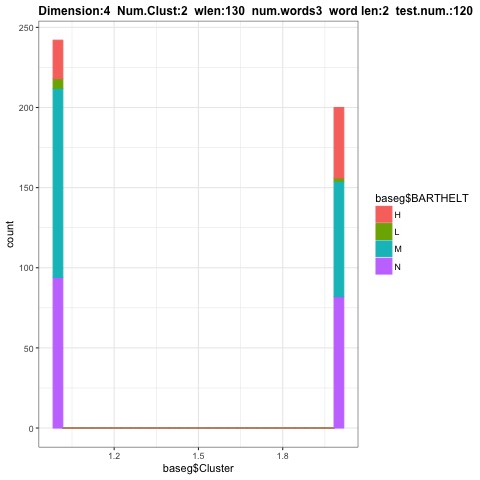 Dimension:4 Num.Clust:2 wlen:130 num.words3 word len:2 test.num.:120
250
200
150
100
50
0
count
1.2 1.5 1.8
baseg$Cluster
baseg$BARTHELT
H
L
M
N